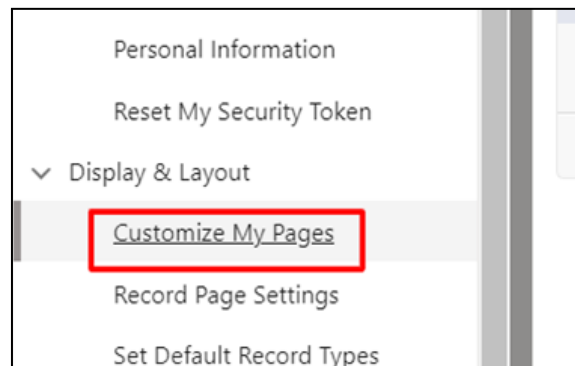 Personal Information
Reset My Security Token
Display & Layout
Customize My Pages
Record Page Settings
Set Default Record Types